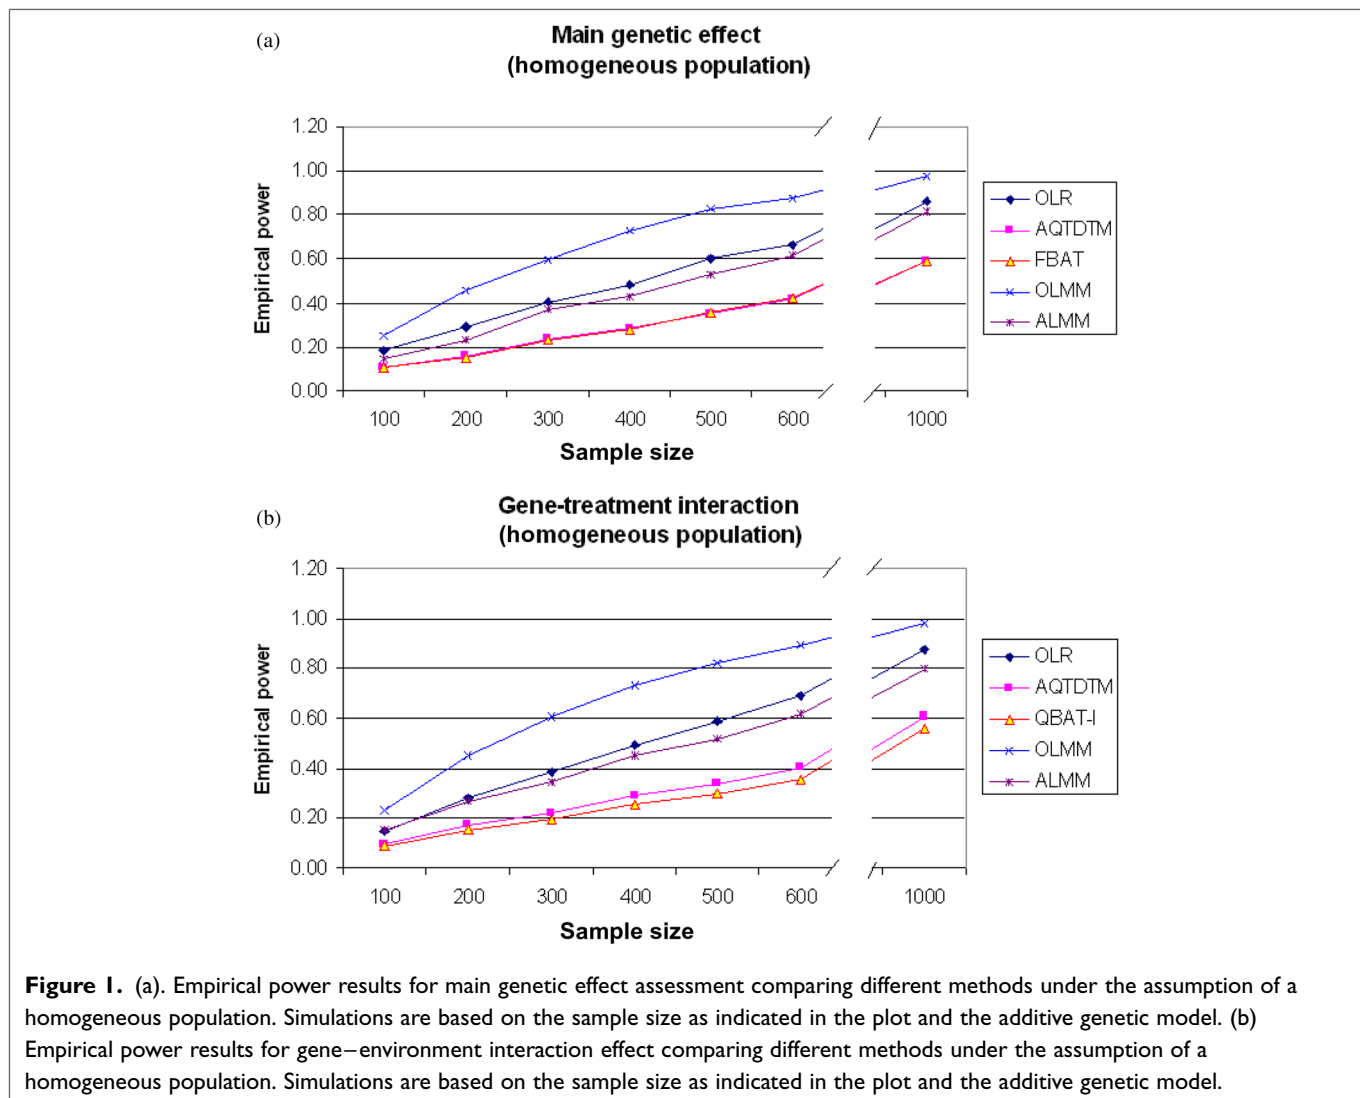 (a)
Main genetic effect
(homogeneous population)
1.20
1.00
0.80
0.60
0.40
0.20
0.00
Empirical power
100 200 300 400 500 600 1000
Sample size
OLR
AQTDTM
FBAT
OLMM
ALMM
(b)
Gene-treatment interaction
(homogeneous population)
1.20
1.00
0.80
0.60
0.40
0.20
0.00
Empirical power
100 200 300 400 500 600 1000
Sample size
OLR
AQTDTM
QBAT-I
OLMM
ALMM
Figure 1. (a). Empirical power results for main genetic effect assessment comparing different methods under the assumption of a
homogeneous population. Simulations are based on the sample size as indicated in the plot and the additive genetic model. (b)
Empirical power results for gene–environment interaction effect comparing different methods under the assumption of a
homogeneous population. Simulations are based on the sample size as indicated in the plot and the additive genetic model.